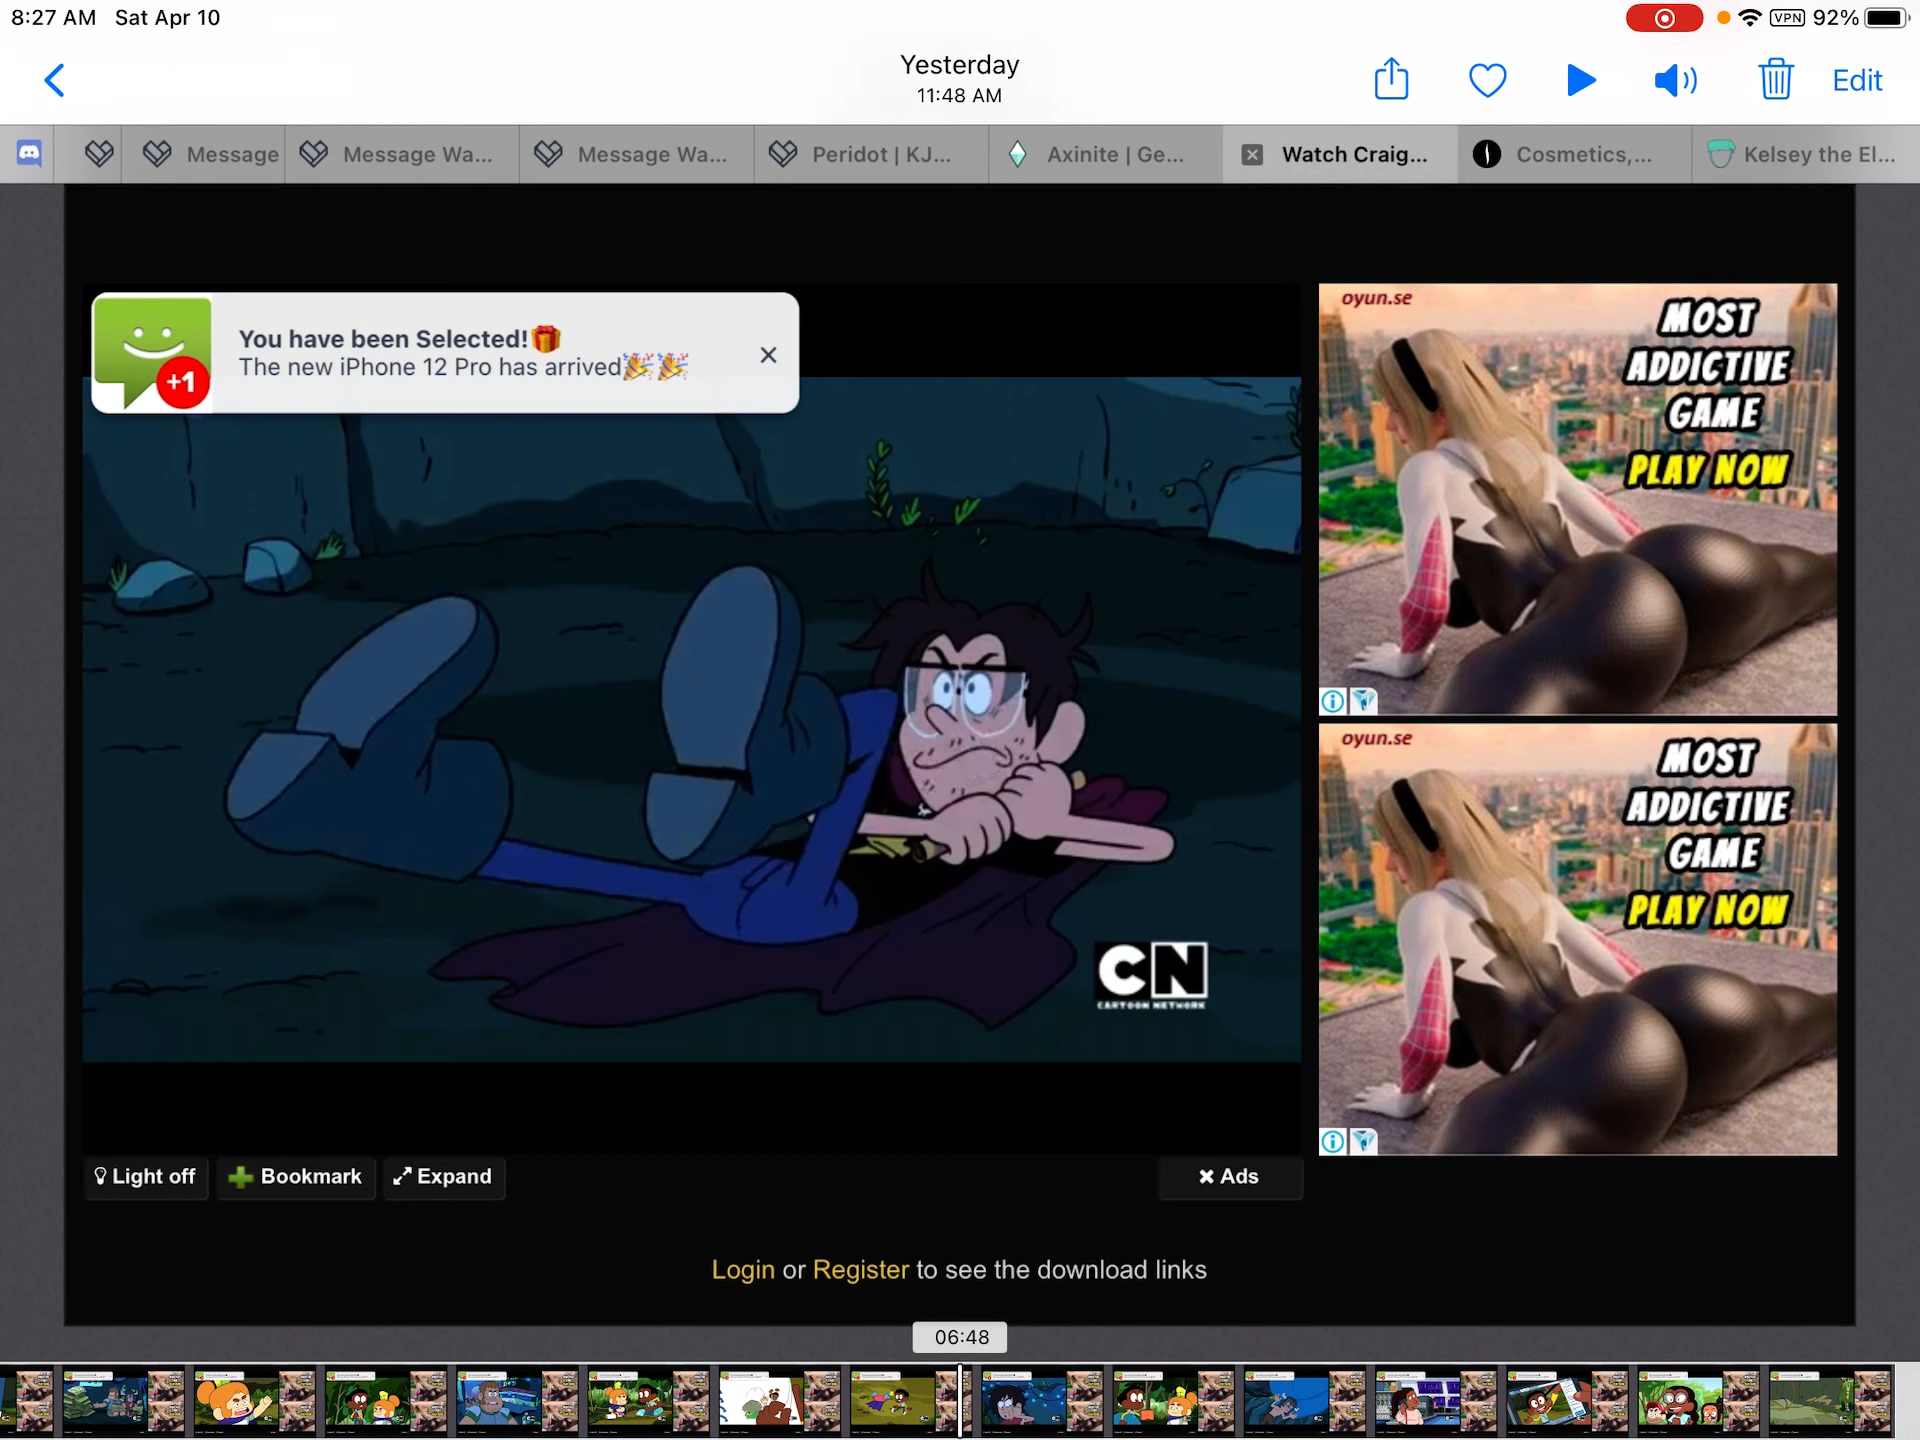 8:27 AM Sat Apr 10
VPN 92%
Yesterday
11:48 AM
Edit
Message
Message Wa...
Message Wa...
Peridot | KJ...
Axinite | Ge...
Watch Craig...
Cosmetics,...
Kelsey the El...
+1
You have been Selected!🎁
The new iPhone 12 Pro has arrived🎉🎉
CN
CARTOON NETWORK
oyun.se
MOST
ADDICTIVE
GAME
PLAY NOW
oyun.se
MOST
ADDICTIVE
GAME
PLAY NOW
Light off
Bookmark
Expand
Ads
Login or Register to see the download links
06:48